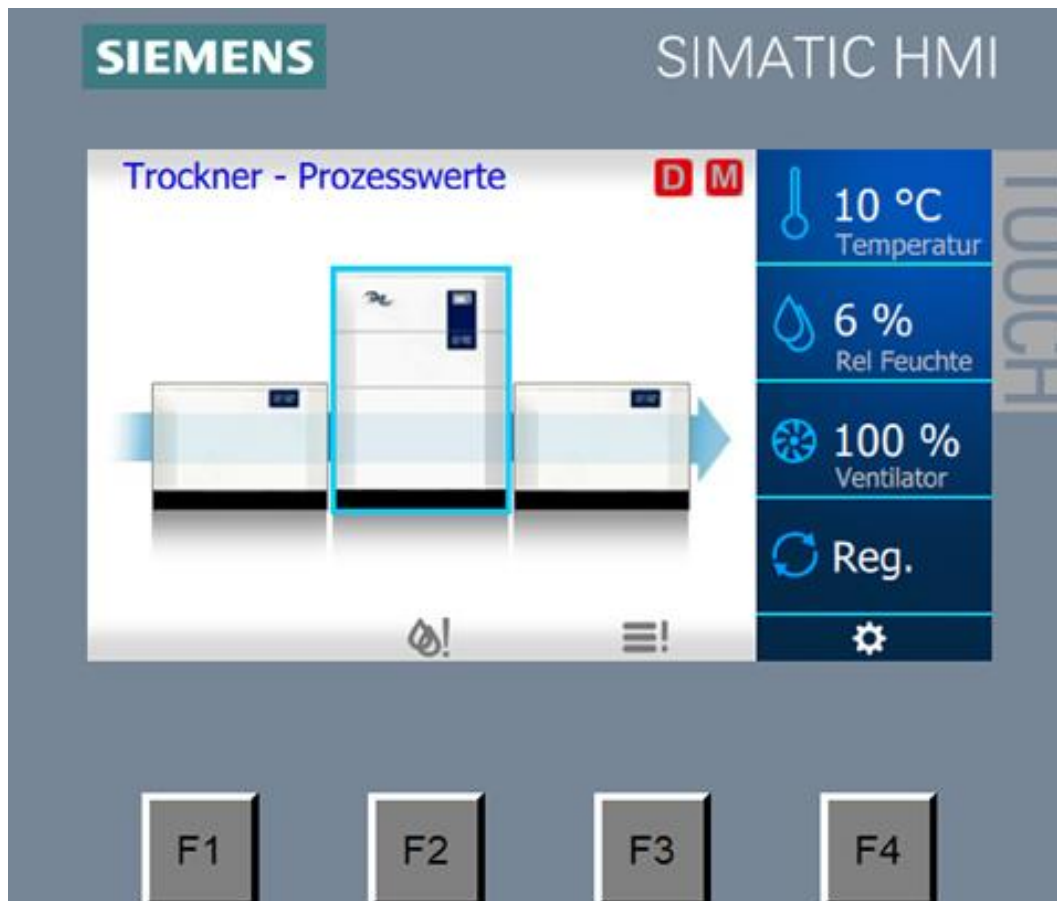 SIEMENS
SIMATIC HMI
TOUCH
Trockner - Prozesswerte
D M
10 °C
Temperatur
6 %
Rel Feuchte
100 %
Ventilator
Reg.
!
!
F1
F2
F3
F4